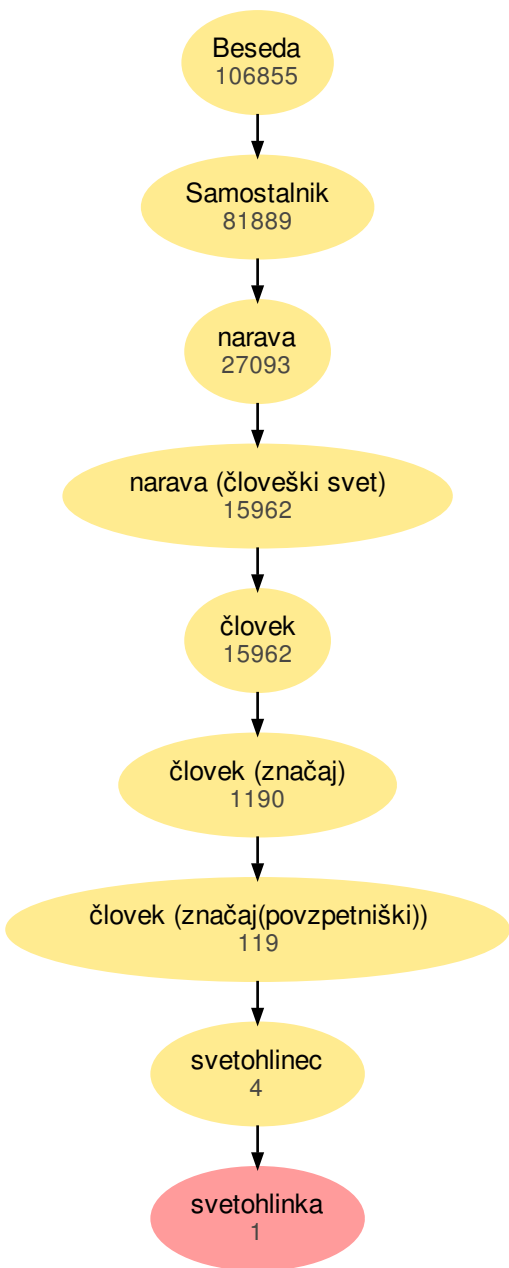 Beseda
106855
Samostalnik
81889
narava
27093
narava (človeški svet)
15962
človek
15962
človek (značaj)
1190
človek (značaj(povzpetniški))
119
svetohlinec
4
svetohlinka
1